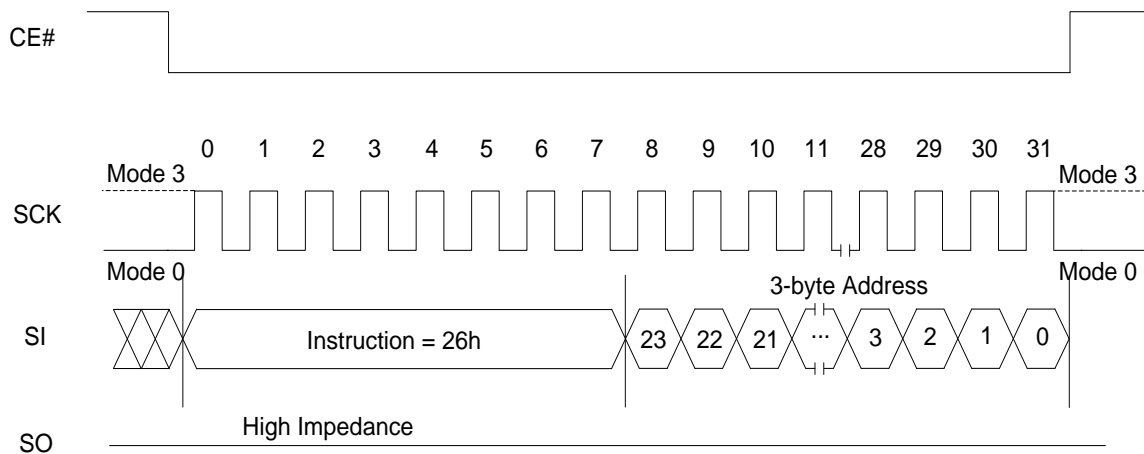 CE#
0 1 2 3 4 5 6 7 8 9 10 11 28 29 30 31
Mode 3 Mode 3
SCK
Mode 0 Mode 0
3-byte Address
SI Instruction = 26h 23 22 21 ... 3 2 1 0
High Impedance
SO